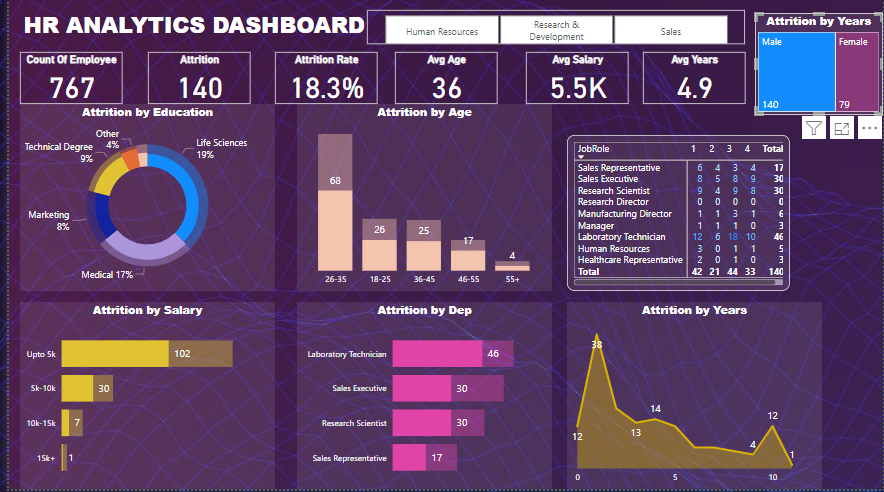 HR ANALYTICS DASHBOARD
Human Resources
Research &
Development
Sales
Attrition by Years
Male
Female
140
79
Count Of Employee
767
Attrition
140
Attrition Rate
18.3%
Avg Age
36
Avg Salary
5.5K
Avg Years
4.9
Attrition by Education
Other
4%
Life Sciences
19%
Technical Degree
9%
Marketing
8%
Medical 17%
Attrition by Age
68
26
25
17
4
26-35 18-25 36-45 46-55 55+
JobRole 1 2 3 4 Total
Sales Representative 6 4 3 4 17
Sales Executive 8 5 8 9 30
Research Scientist 9 4 9 8 30
Research Director 0 0 0 0 0
Manufacturing Director 1 1 3 1 6
Manager 1 1 1 0 3
Laboratory Technician 12 6 18 10 46
Human Resources 3 0 1 1 5
Healthcare Representative 2 0 1 0 3
Total 42 21 44 33 140
Attrition by Salary
Upto 5k 102
5k-10k 30
10k-15k 7
15k+ 1
Attrition by Dep
Laboratory Technician 46
Sales Executive 30
Research Scientist 30
Sales Representative 17
Attrition by Years
38
12
13
14
4
12
1
0 5 10